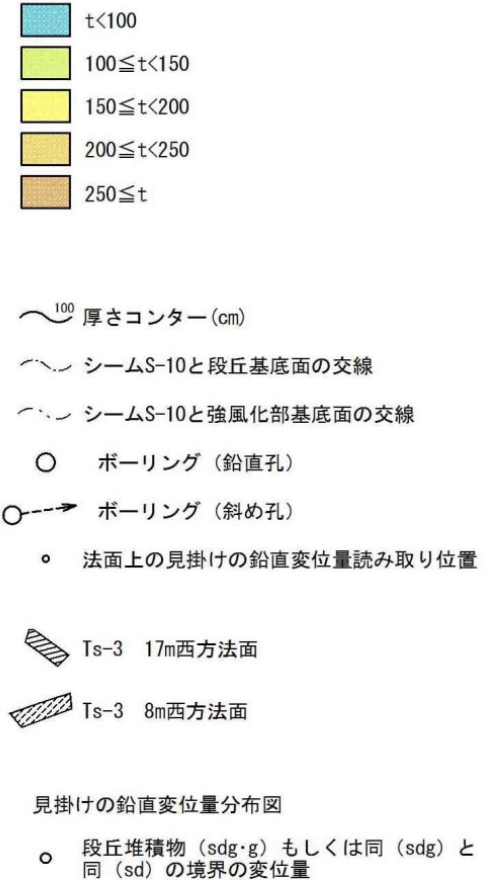 t<100
100≦t<150
150≦t<200
200≦t<250
250≦t
100 厚さコンター(cm)
シームS-10と段丘基底面の交線
シームS-10と強風化部基底面の交線
ボーリング（鉛直孔）
ボーリング（斜め孔）
法面上の見掛けの鉛直変位量読み取り位置
Ts-3 17m西方法面
Ts-3 8m西方法面
見掛けの鉛直変位量分布図
段丘堆積物（sdg･g）もしくは同（sdg）と
同（sd）の境界の変位量